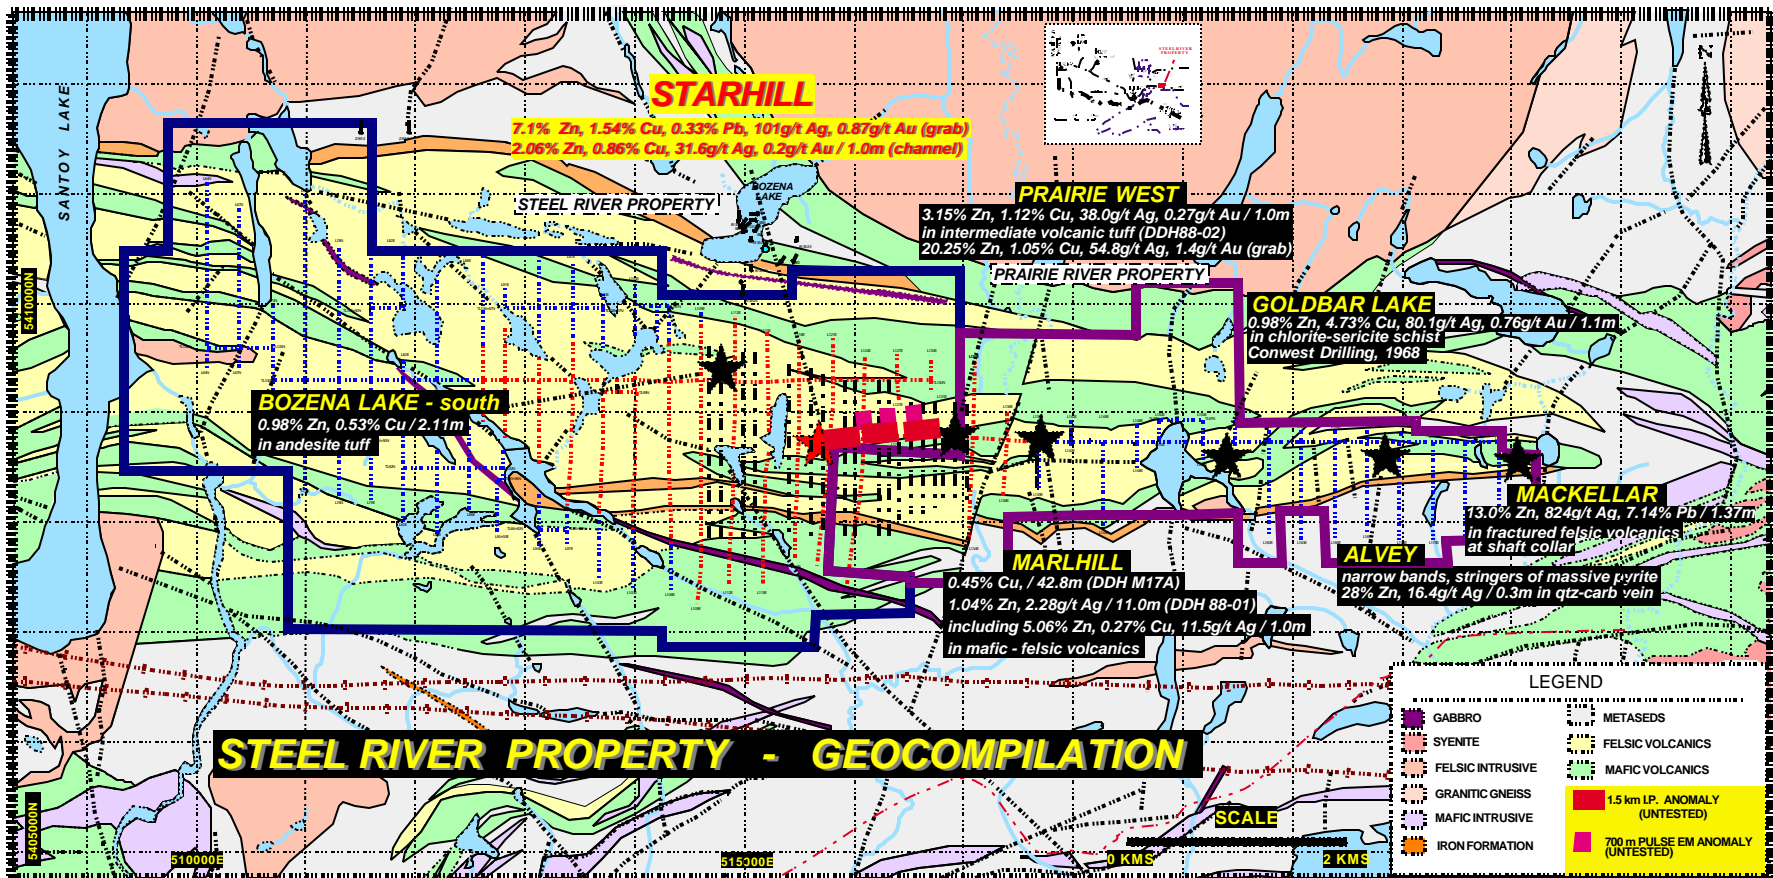 STEEL RIVER
PROPERTY
N
SANTOY LAKE
STARHILL
7.1% Zn, 1.54% Cu, 0.33% Pb, 101g/t Ag, 0.87g/t Au (grab)
2.06% Zn, 0.86% Cu, 31.6g/t Ag, 0.2g/t Au / 1.0m (channel)
STEEL RIVER PROPERTY
BOZENA
LAKE
PRAIRIE WEST
3.15% Zn, 1.12% Cu, 38.0g/t Ag, 0.27g/t Au / 1.0m
in intermediate volcanic tuff (DDH88-02)
20.25% Zn, 1.05% Cu, 54.8g/t Ag, 1.4g/t Au (grab)
PRAIRIE RIVER PROPERTY
5410000N
GOLDBAR LAKE
0.98% Zn, 4.73% Cu, 80.1g/t Ag, 0.76g/t Au / 1.1m
in chlorite-sericite schist
Conwest Drilling, 1968
BOZENA LAKE - south
0.98% Zn, 0.53% Cu / 2.11m
in andesite tuff
MACKELLAR
13.0% Zn, 824g/t Ag, 7.14% Pb / 1.37m
in fractured felsic volcanics
at shaft collar
ALVEY
narrow bands, stringers of massive pyrite
28% Zn, 16.4g/t Ag / 0.3m in qtz-carb vein
MARLHILL
0.45% Cu, / 42.8m (DDH M17A)
1.04% Zn, 2.28g/t Ag / 11.0m (DDH 88-01)
including 5.06% Zn, 0.27% Cu, 11.5g/t Ag / 1.0m
in mafic - felsic volcanics
STEEL RIVER PROPERTY - GEOCOMPILATION
LEGEND
GABBRO
SYENITE
FELSIC INTRUSIVE
GRANITIC GNEISS
MAFIC INTRUSIVE
IRON FORMATION
METASEDS
FELSIC VOLCANICS
MAFIC VOLCANICS
1.5 km I.P. ANOMALY
(UNTESTED)
700 m PULSE EM ANOMALY
(UNTESTED)
5405000N
510000E
515000E
SCALE
0 KMS
2 KMS